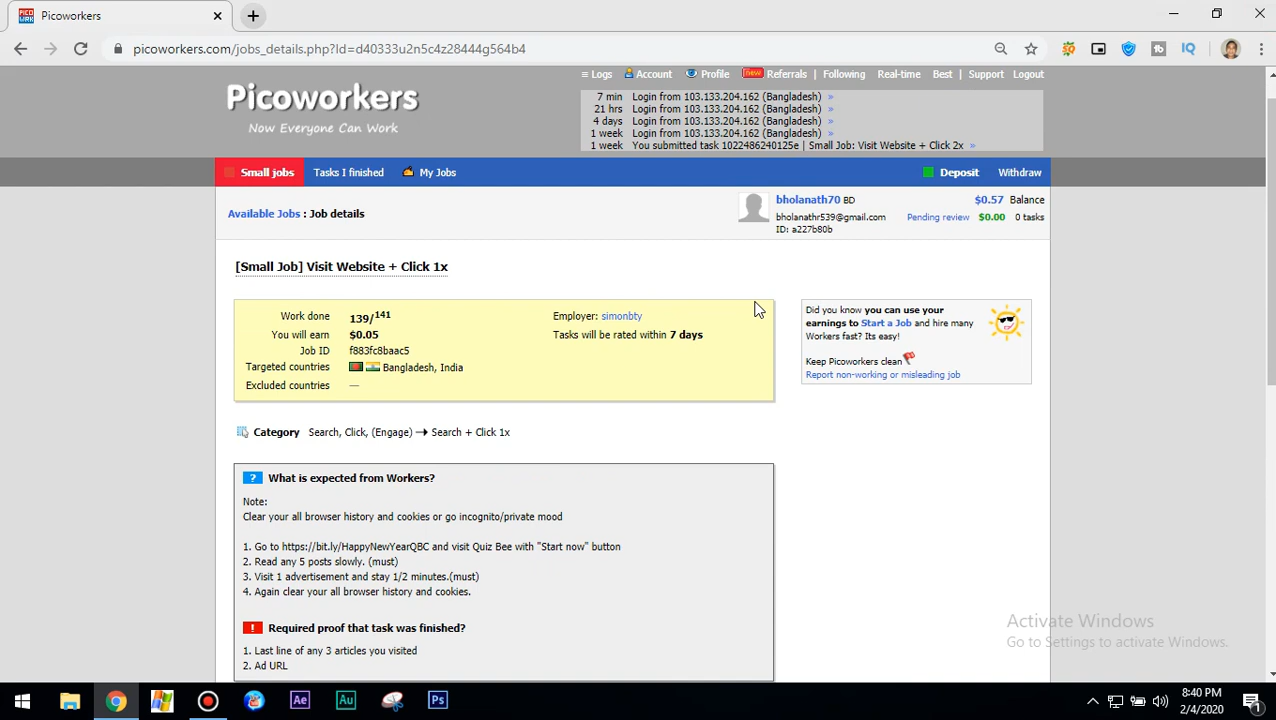 Picoworkers
picoworkers.com/jobs_details.php?Id=d40333u2n5c4z28444g564b4
IQ
Picoworkers
Now Everyone Can Work
≡ Logs Account Profile new Referrals Following Real-time Best Support Logout
7 min Login from 103.133.204.162 (Bangladesh) »
21 hrs Login from 103.133.204.162 (Bangladesh) »
4 days Login from 103.133.204.162 (Bangladesh) »
1 week Login from 103.133.204.162 (Bangladesh) »
1 week You submitted task 1022486240125e | Small Job: Visit Website + Click 2x »
Small jobs Tasks I finished My Jobs Deposit Withdraw
Available Jobs : Job details
bholanath70 BD $0.57 Balance
bholanathr539@gmail.com Pending review $0.00 0 tasks
ID: a227b80b
[Small Job] Visit Website + Click 1x
Work done 139/141 Employer: simonbty
You will earn $0.05 Tasks will be rated within 7 days
Job ID f883fc8baac5
Targeted countries Bangladesh, India
Excluded countries —
Did you know you can use your
earnings to Start a Job and hire many
Workers fast? Its easy!
Keep Picoworkers clean
Report non-working or misleading job
Category Search, Click, (Engage) → Search + Click 1x
? What is expected from Workers?
Note:
Clear your all browser history and cookies or go incognito/private mood
1. Go to https://bit.ly/HappyNewYearQBC and visit Quiz Bee with "Start now" button
2. Read any 5 posts slowly. (must)
3. Visit 1 advertisement and stay 1/2 minutes.(must)
4. Again clear your all browser history and cookies.
! Required proof that task was finished?
1. Last line of any 3 articles you visited
2. Ad URL
Activate Windows
Go to Settings to activate Windows.
Ae Au Ps
8:40 PM
2/4/2020
1